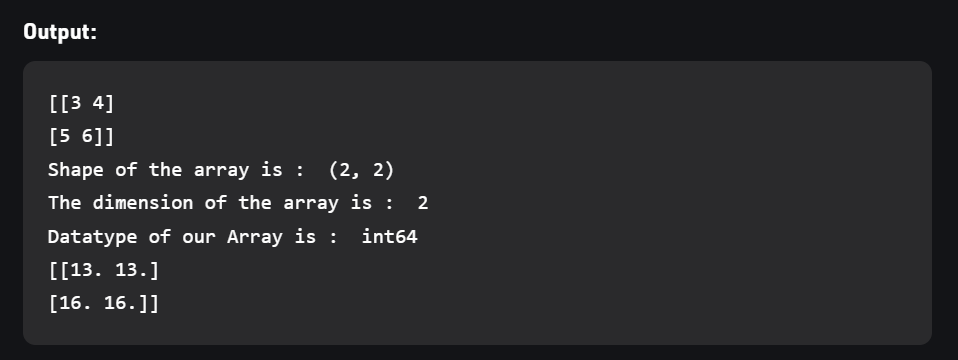 Output:
[[3 4]
[5 6]]
Shape of the array is :  (2, 2)
The dimension of the array is :  2
Datatype of our Array is :  int64
[[13. 13.]
[16. 16.]]